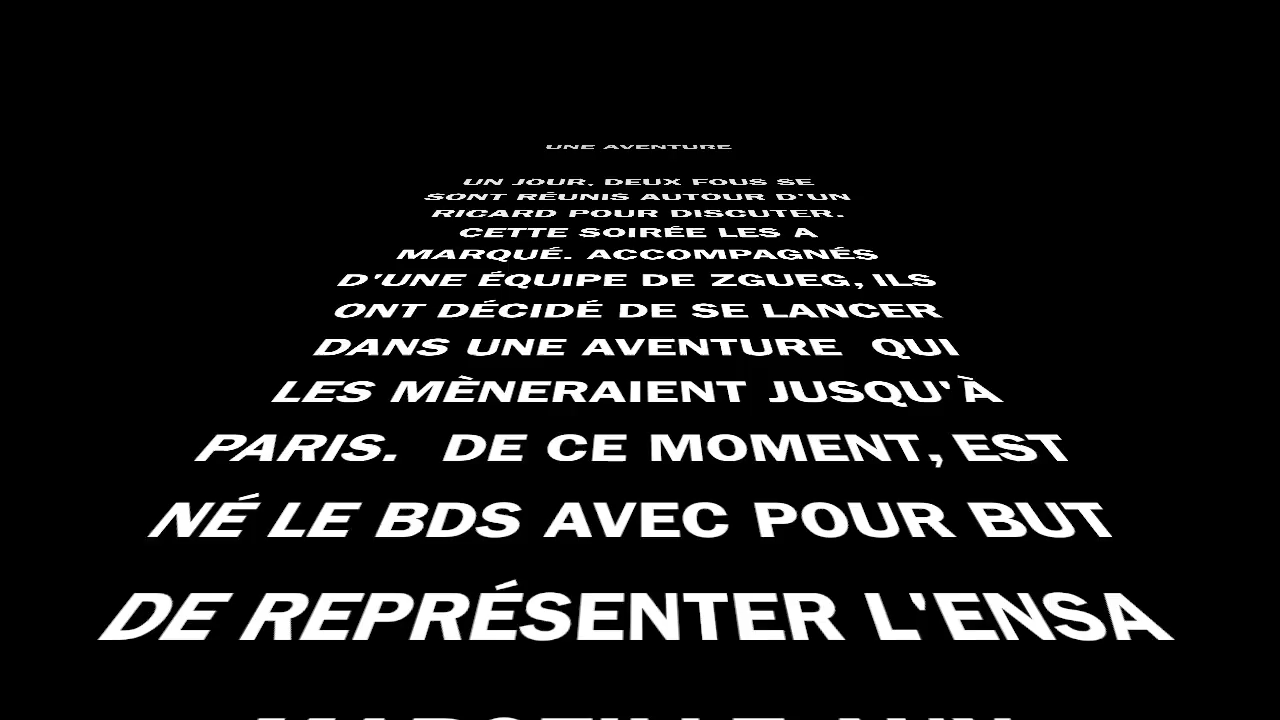 UNE AVENTURE
UN JOUR, DEUX FOUS SE
SONT RÉUNIS AUTOUR D'UN
RICARD POUR DISCUTER.
CETTE SOIRÉE LES A
MARQUÉ. ACCOMPAGNÉS
D'UNE ÉQUIPE DE ZGUEG, ILS
ONT DÉCIDÉ DE SE LANCER
DANS UNE AVENTURE QUI
LES MÈNERAIENT JUSQU'À
PARIS. DE CE MOMENT, EST
NÉ LE BDS AVEC POUR BUT
DE REPRÉSENTER L'ENSA